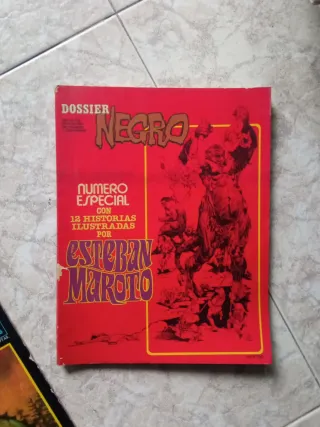 DOSSIER
NEGRO
NUMERO
ESPECIAL
CON
12 HISTORIAS
ILUSTRADAS
POR
ESTEBAN
MAROTO